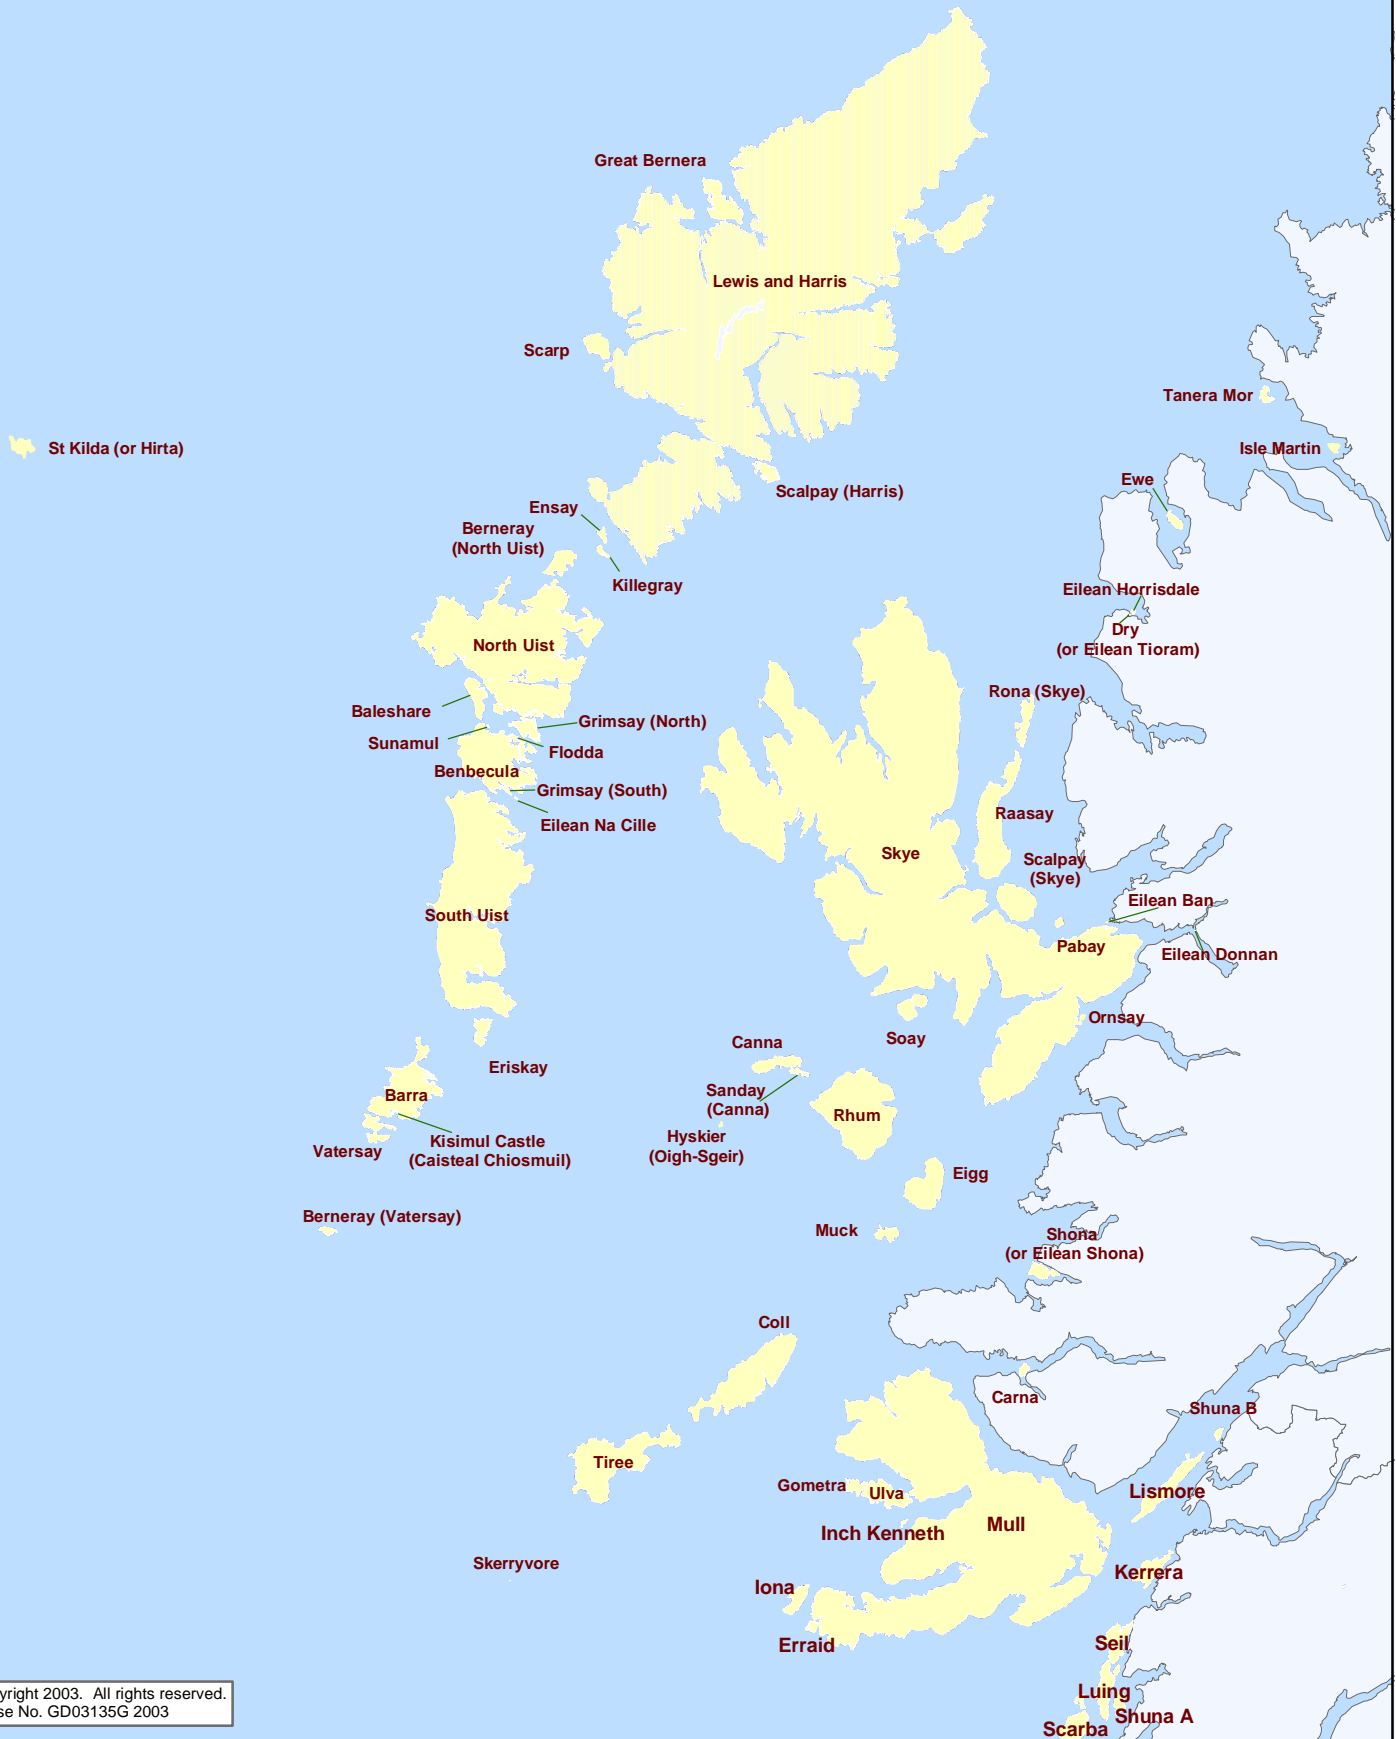 Great Bernera
Lewis and Harris
Scarp
Tanera Mor
St Kilda (or Hirta)
Isle Martin
Ewe
Scalpay (Harris)
Ensay
Berneray
(North Uist)
Killegray
Eilean Horrisdale
Dry
(or Eilean Tioram)
North Uist
Rona (Skye)
Baleshare
Grimsay (North)
Sunamul
Flodda
Benbecula
Grimsay (South)
Eilean Na Cille
Raasay
Skye
Scalpay
(Skye)
Eilean Ban
South Uist
Pabay
Eilean Donnan
Ornsay
Soay
Canna
Eriskay
Sanday
(Canna)
Barra
Rhum
Hyskier
(Oigh-Sgeir)
Kisimul Castle
(Caisteal Chiosmuil)
Vatersay
Eigg
Berneray (Vatersay)
Muck
Shona
(or Eilean Shona)
Coll
Carna
Shuna B
Tiree
Gometra
Ulva
Lismore
Inch Kenneth
Mull
Skerryvore
Kerrera
Iona
Erraid
Seil
Luing
Shuna A
Scarba
yright 2003. All rights reserved.
se No. GD03135G 2003